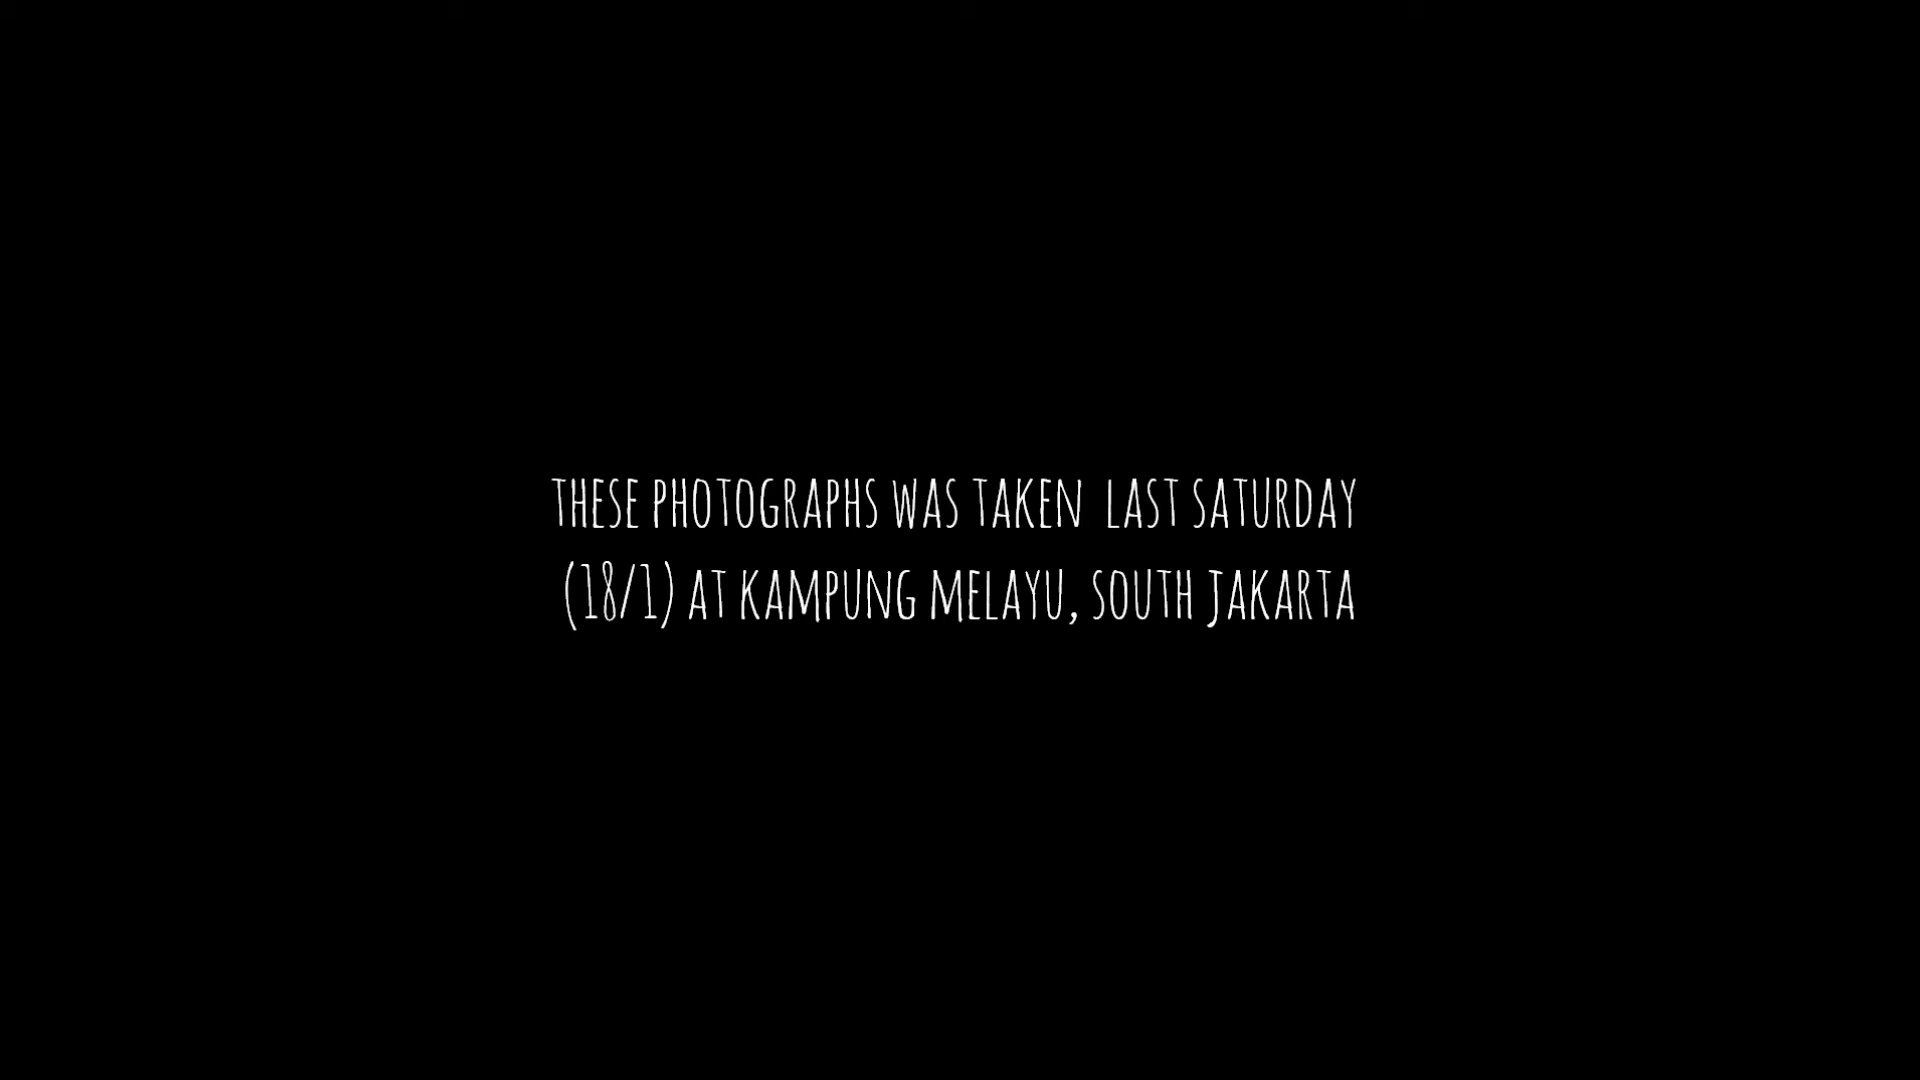 THESE PHOTOGRAPHS WAS TAKEN LAST SATURDAY
(18/1) AT KAMPUNG MELAYU, SOUTH JAKARTA